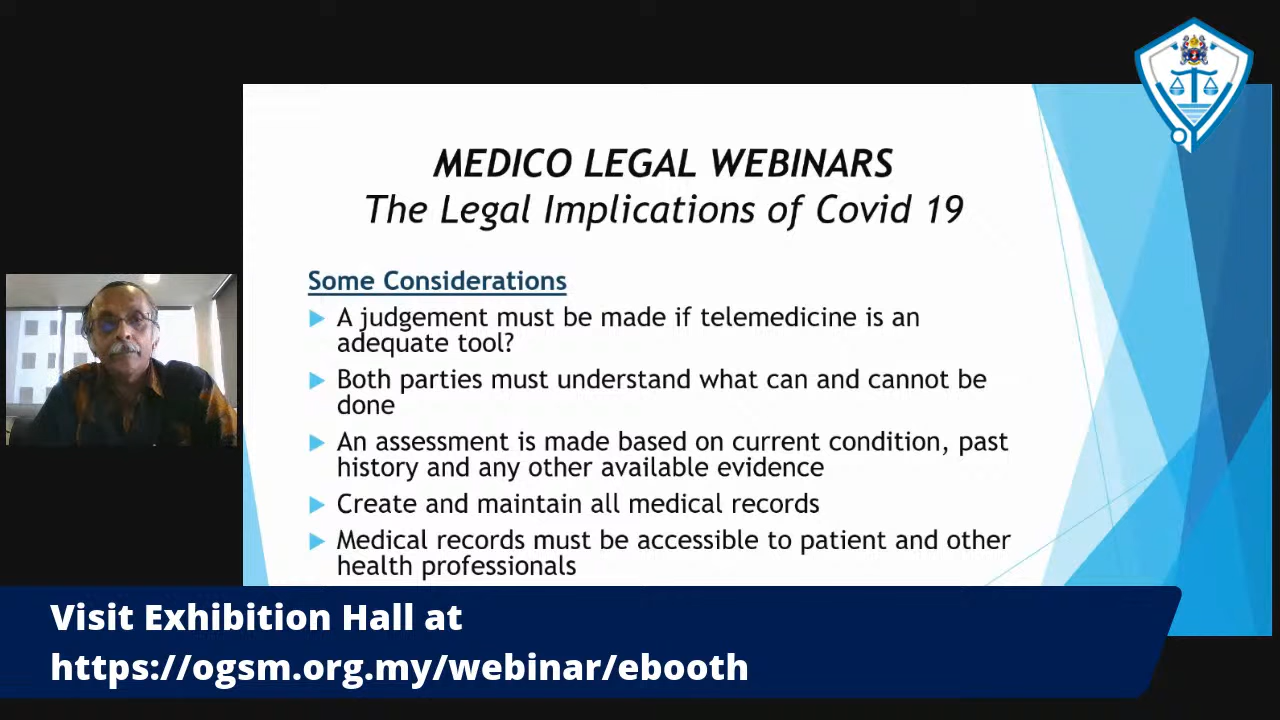 MEDICO LEGAL WEBINARS
The Legal Implications of Covid 19
Some Considerations
A judgement must be made if telemedicine is an
adequate tool?
Both parties must understand what can and cannot be
done
An assessment is made based on current condition, past
history and any other available evidence
Create and maintain all medical records
Medical records must be accessible to patient and other
health professionals
Visit Exhibition Hall at
https://ogsm.org.my/webinar/ebooth